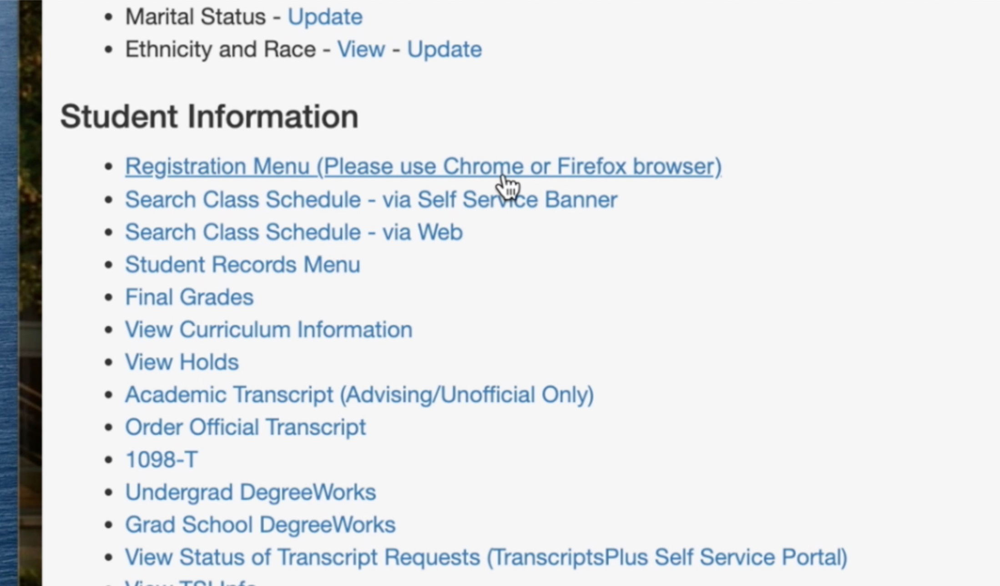 • Marital Status - Update
• Ethnicity and Race - View - Update
Student Information
• Registration Menu (Please use Chrome or Firefox browser)
• Search Class Schedule - via Self Service Banner
• Search Class Schedule - via Web
• Student Records Menu
• Final Grades
• View Curriculum Information
• View Holds
• Academic Transcript (Advising/Unofficial Only)
• Order Official Transcript
• 1098-T
• Undergrad DegreeWorks
• Grad School DegreeWorks
• View Status of Transcript Requests (TranscriptsPlus Self Service Portal)
View TSI Info